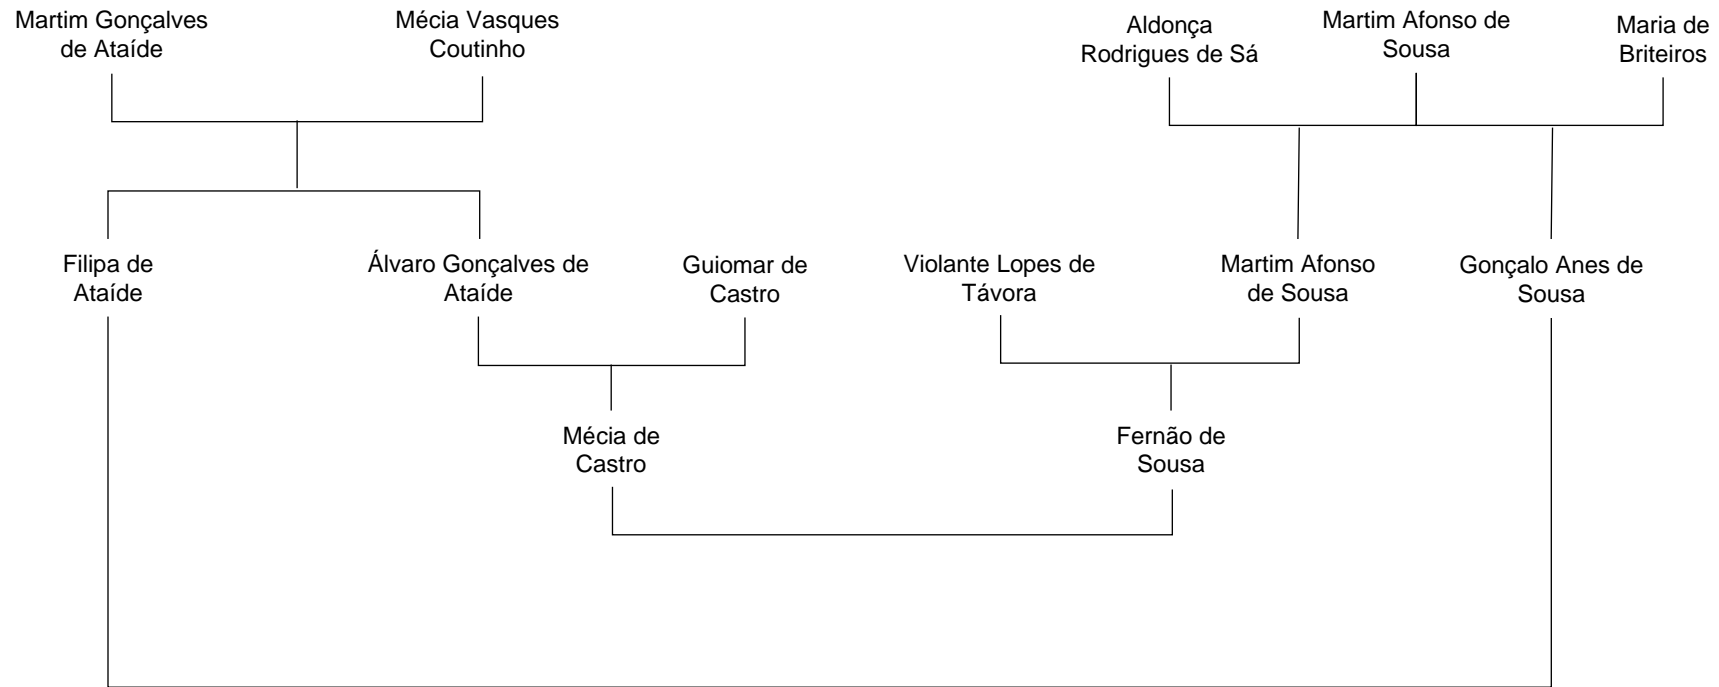 Martim Gonçalves
de Ataíde
Mécia Vasques
Coutinho
Aldonça
Rodrigues de Sá
Martim Afonso de
Sousa
Maria de
Briteiros
Filipa de
Ataíde
Álvaro Gonçalves de
Ataíde
Guiomar de
Castro
Violante Lopes de
Távora
Martim Afonso
de Sousa
Gonçalo Anes de
Sousa
Mécia de
Castro
Fernão de
Sousa